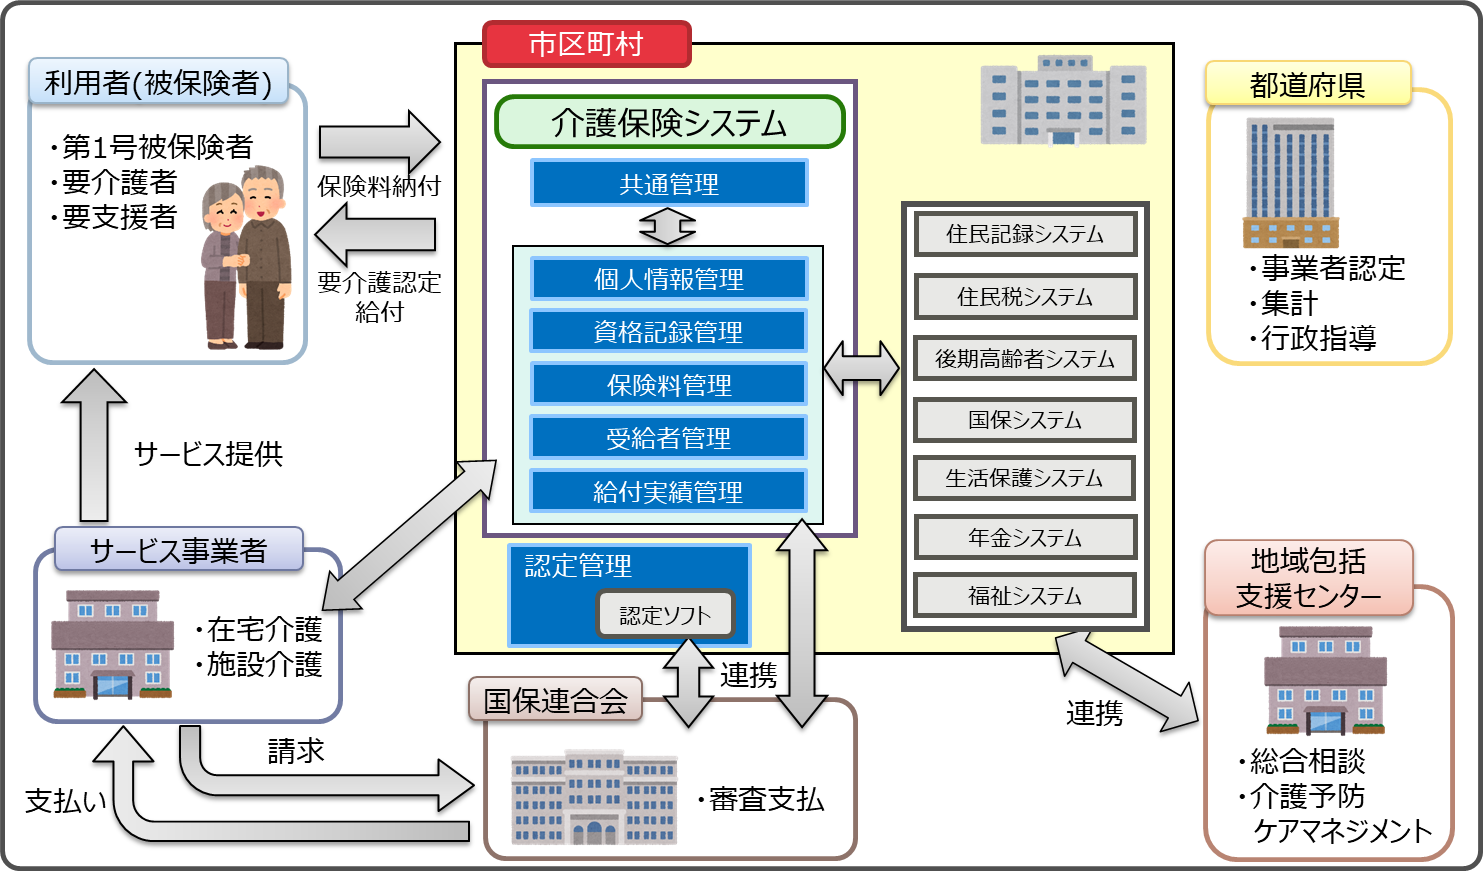 市区町村
利用者(被保険者)
・第1号被保険者
・要介護者
・要支援者
保険料納付
要介護認定
給付
介護保険システム
共通管理
個人情報管理
資格記録管理
保険料管理
受給者管理
給付実績管理
認定管理
認定ソフト
住民記録システム
住民税システム
後期高齢者システム
国保システム
生活保護システム
年金システム
福祉システム
都道府県
・事業者認定
・集計
・行政指導
サービス提供
サービス事業者
・在宅介護
・施設介護
請求
支払い
国保連合会
・審査支払
連携
連携
地域包括
支援センター
・総合相談
・介護予防
ケアマネジメント